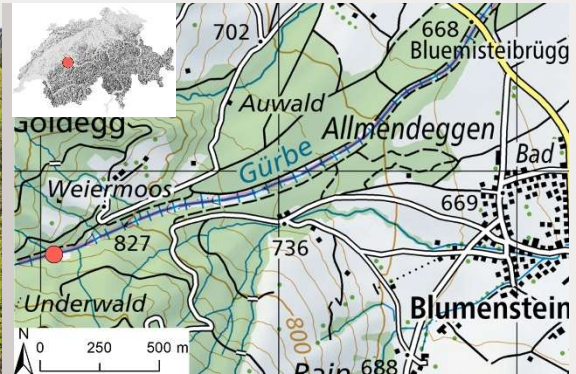 702
668
Bluemisteibrügg
Auwald
Goldegg
Allmendeggen
Gürbe
Bad
Weiermoos
669
827
736
Underwald
Blumenstein
800
N
0 250 500 m
Rain 688